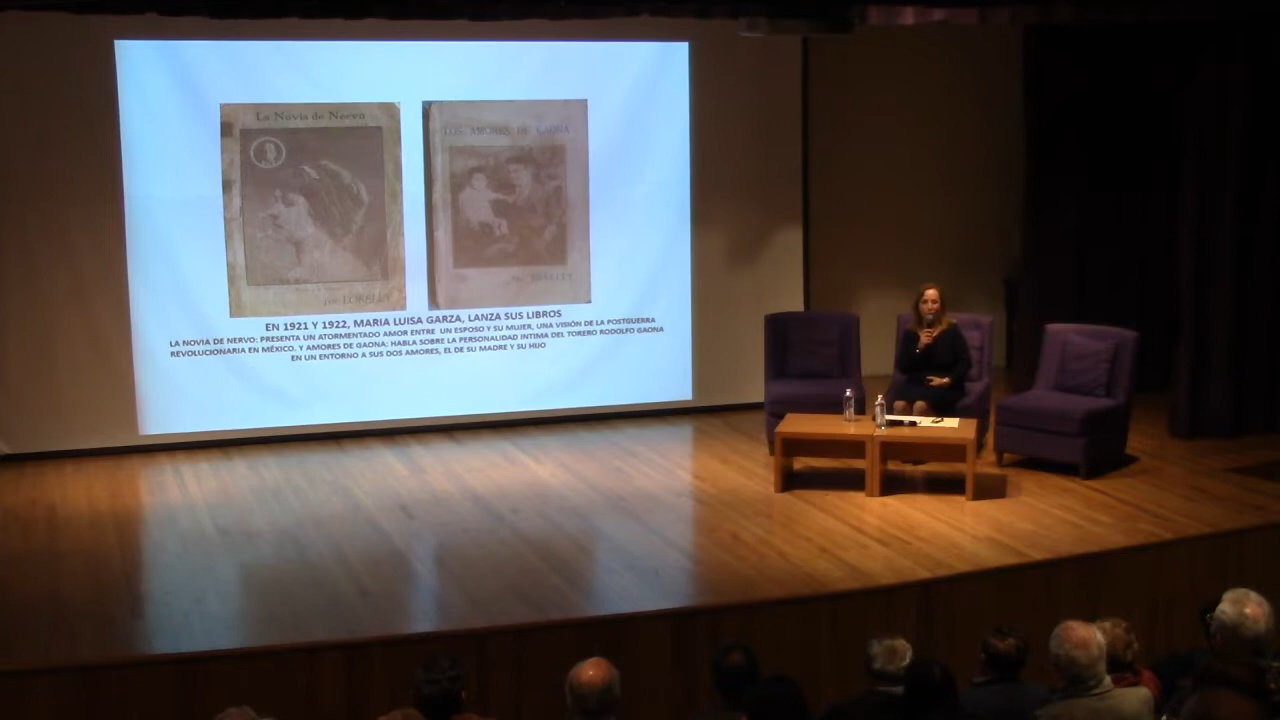 La Novia de Nervo
LOS AMORES DE GAONA
por LORELEY
EN 1921 Y 1922, MARIA LUISA GARZA, LANZA SUS LIBROS
LA NOVIA DE NERVO: PRESENTA UN ATORMENTADO AMOR ENTRE UN ESPOSO Y SU MUJER, UNA VISIÓN DE LA POSTGUERRA
REVOLUCIONARIA EN MÉXICO. Y AMORES DE GAONA: HABLA SOBRE LA PERSONALIDAD INTIMA DEL TORERO RODOLFO GAONA
EN UN ENTORNO A SUS DOS AMORES, EL DE SU MADRE Y SU HIJO